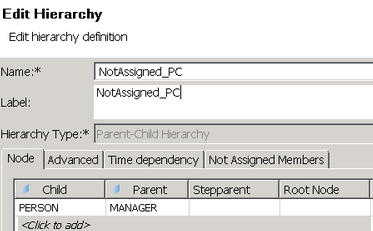 Edit Hierarchy
Edit hierarchy definition
Name:* NotAssigned_PC
Label: NotAssigned_PC
Hierarchy Type:* Parent-Child Hierarchy
Node Advanced Time dependency Not Assigned Members
Child Parent Stepparent Root Node
PERSON MANAGER
<Click to add>